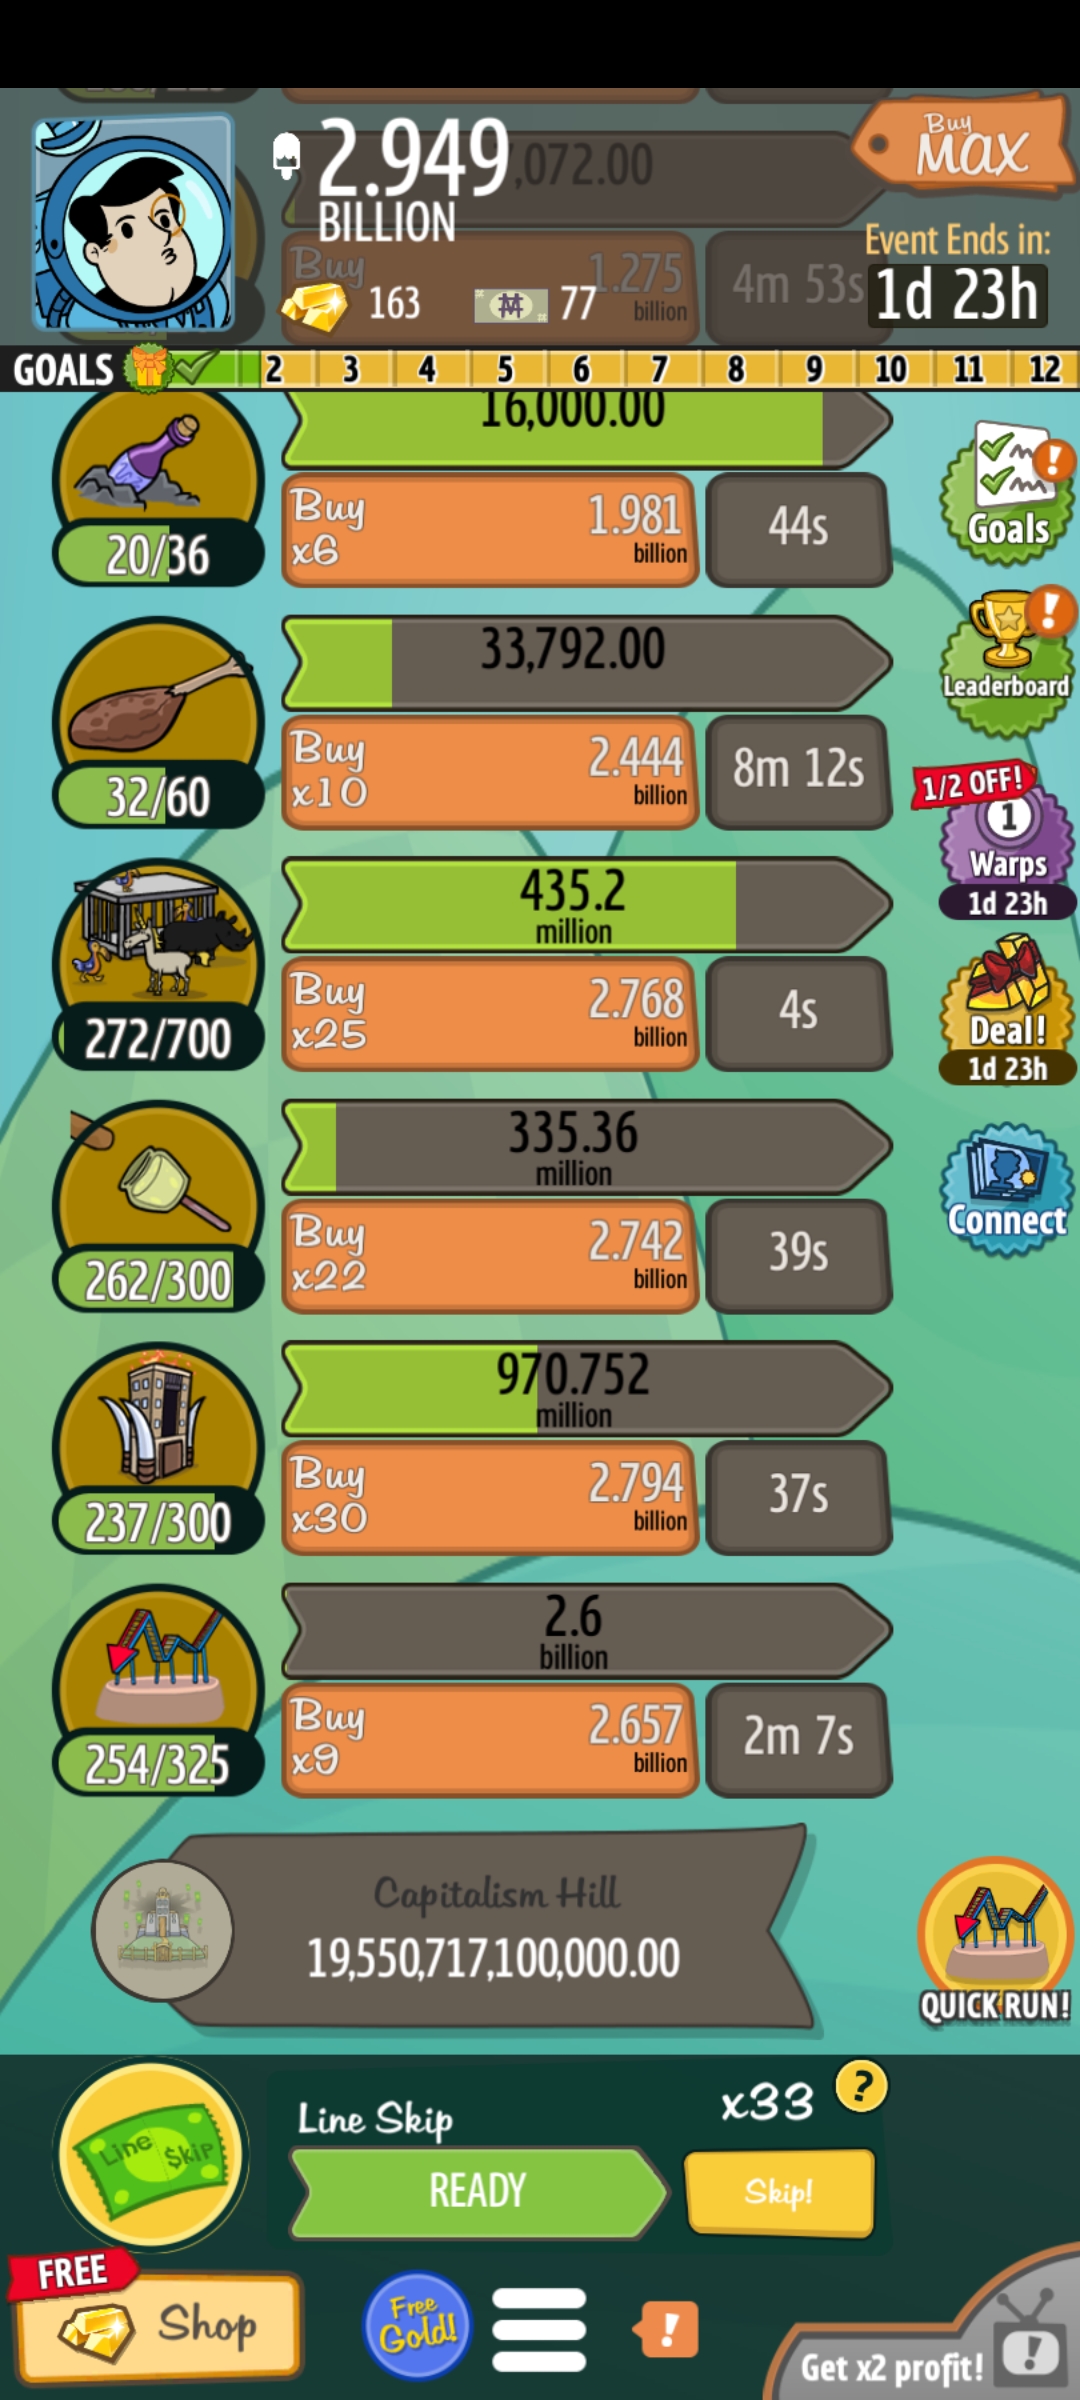 2.949
BILLION
,072.00
Buy
MAX
Event Ends in:
1d 23h
163
77
Buy
1.275
billion
4m 53s
GOALS 2 3 4 5 6 7 8 9 10 11 12
16,000.00
20/36
Buy
x6
1.981
billion
44s
Goals
33,792.00
32/60
Buy
x10
2.444
billion
8m 12s
Leaderboard
1/2 OFF!
1
Warps
1d 23h
435.2
million
272/700
Buy
x25
2.768
billion
4s
Deal!
1d 23h
335.36
million
262/300
Buy
x22
2.742
billion
39s
Connect
970.752
million
237/300
Buy
x30
2.794
billion
37s
2.6
billion
254/325
Buy
x9
2.657
billion
2m 7s
Capitalism Hill
19,550,717,100,000.00
QUICK RUN!
Line $kip
Line Skip
x33
?
READY
Skip!
FREE
Shop
Free
Gold!
!
Get x2 profit!